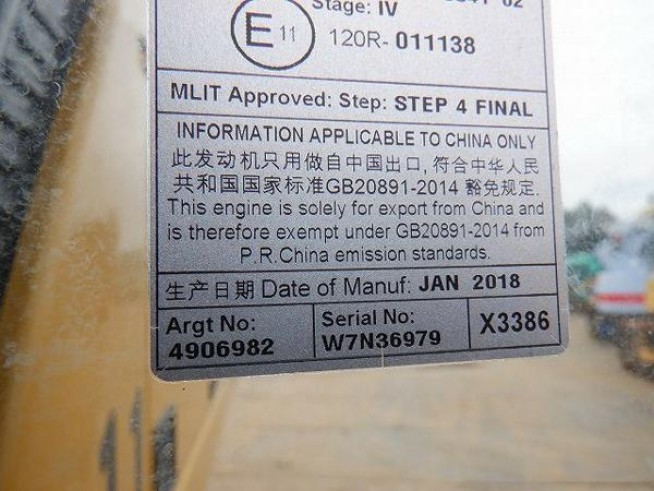 Stage: IV
E 11 120R- 011138
MLIT Approved: Step: STEP 4 FINAL
INFORMATION APPLICABLE TO CHINA ONLY
此发动机只用做自中国出口, 符合中华人民
共和国国家标准GB20891-2014 豁免规定.
This engine is solely for export from China and
is therefore exempt under GB20891-2014 from
P.R.China emission standards.
生产日期 Date of Manuf: JAN 2018
Argt No: Serial No: X3386
4906982 W7N36979